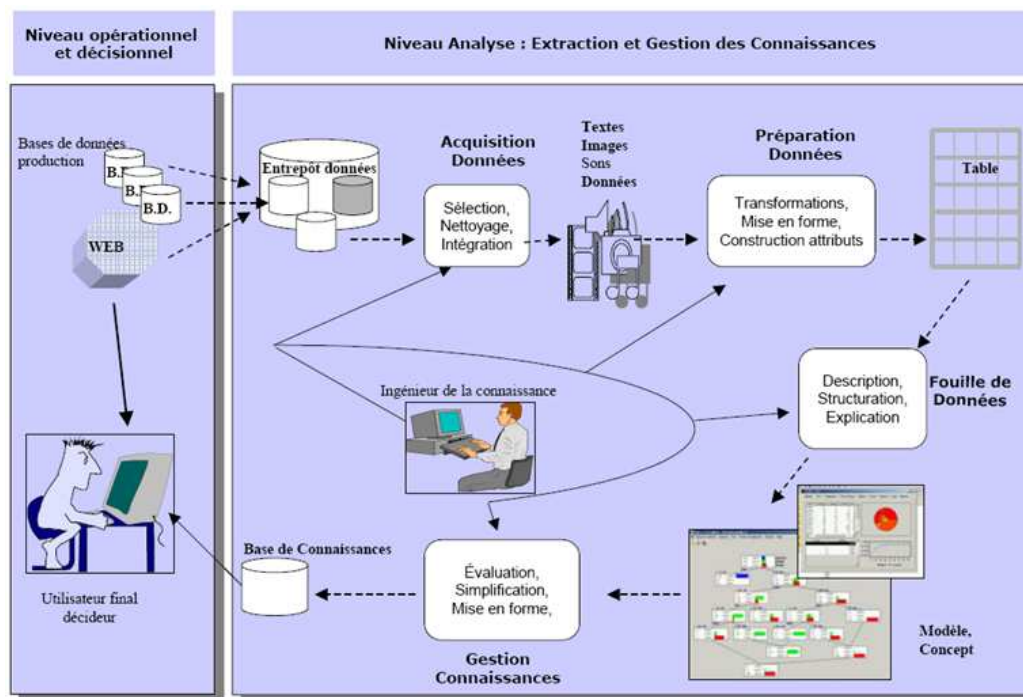 Niveau opérationnel
et décisionnel
Niveau Analyse : Extraction et Gestion des Connaissances
Bases de données
production
B.D.
WEB
Entrepôt données
Acquisition
Données
Sélection,
Nettoyage,
Intégration
Textes
Images
Sons
Données
Préparation
Données
Transformations,
Mise en forme,
Construction attributs
Table
Ingénieur de la connaissance
Description,
Structuration,
Explication
Fouille de
Données
Utilisateur final
décideur
Base de Connaissances
Évaluation,
Simplification,
Mise en forme,
Gestion
Connaissances
Modèle,
Concept